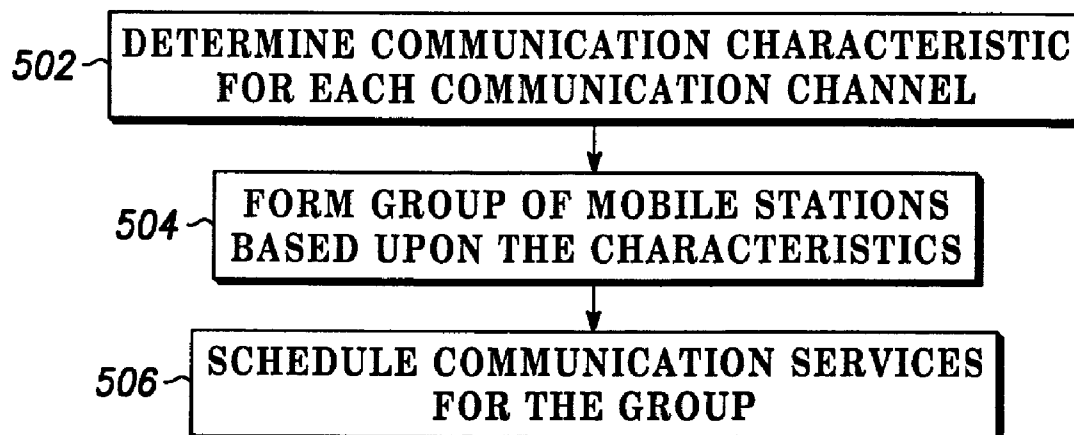 502
DETERMINE COMMUNICATION CHARACTERISTIC
FOR EACH COMMUNICATION CHANNEL
504
FORM GROUP OF MOBILE STATIONS
BASED UPON THE CHARACTERISTICS
506
SCHEDULE COMMUNICATION SERVICES
FOR THE GROUP